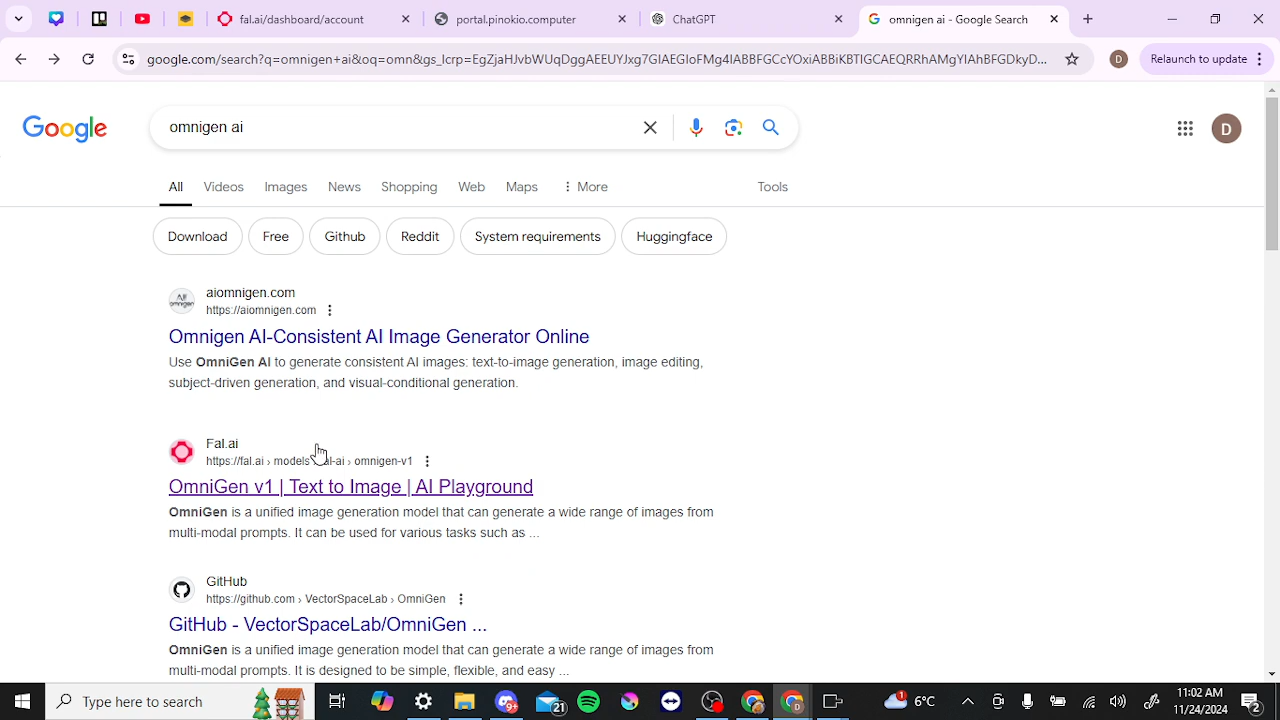 fal.ai/dashboard/account
portal.pinokio.computer
ChatGPT
omnigen ai - Google Search
google.com/search?q=omnigen+ai&oq=omn&gs_lcrp=EgZjaHJvbWUqDggAEEUYJxg7GIAEGIoFMg4IABBFGCcYOxiABBiKBTIGCAEQRRhAMgYIAhBFGDkyD...
D
Relaunch to update
Google
omnigen ai
D
All
Videos
Images
News
Shopping
Web
Maps
More
Tools
Download
Free
Github
Reddit
System requirements
Huggingface
aiomnigen.com
https://aiomnigen.com
Omnigen AI-Consistent AI Image Generator Online
Use OmniGen AI to generate consistent AI images: text-to-image generation, image editing,
subject-driven generation, and visual-conditional generation.
Fal.ai
https://fal.ai › models
al-ai › omnigen-v1
OmniGen v1 | Text to Image | AI Playground
OmniGen is a unified image generation model that can generate a wide range of images from
multi-modal prompts. It can be used for various tasks such as ...
GitHub
https://github.com › VectorSpaceLab › OmniGen
GitHub - VectorSpaceLab/OmniGen ...
OmniGen is a unified image generation model that can generate a wide range of images from
multi-modal prompts. It is designed to be simple, flexible, and easy ...
Type here to search
9+
21
D
1
6°C
11:02 AM
11/24/2024
2